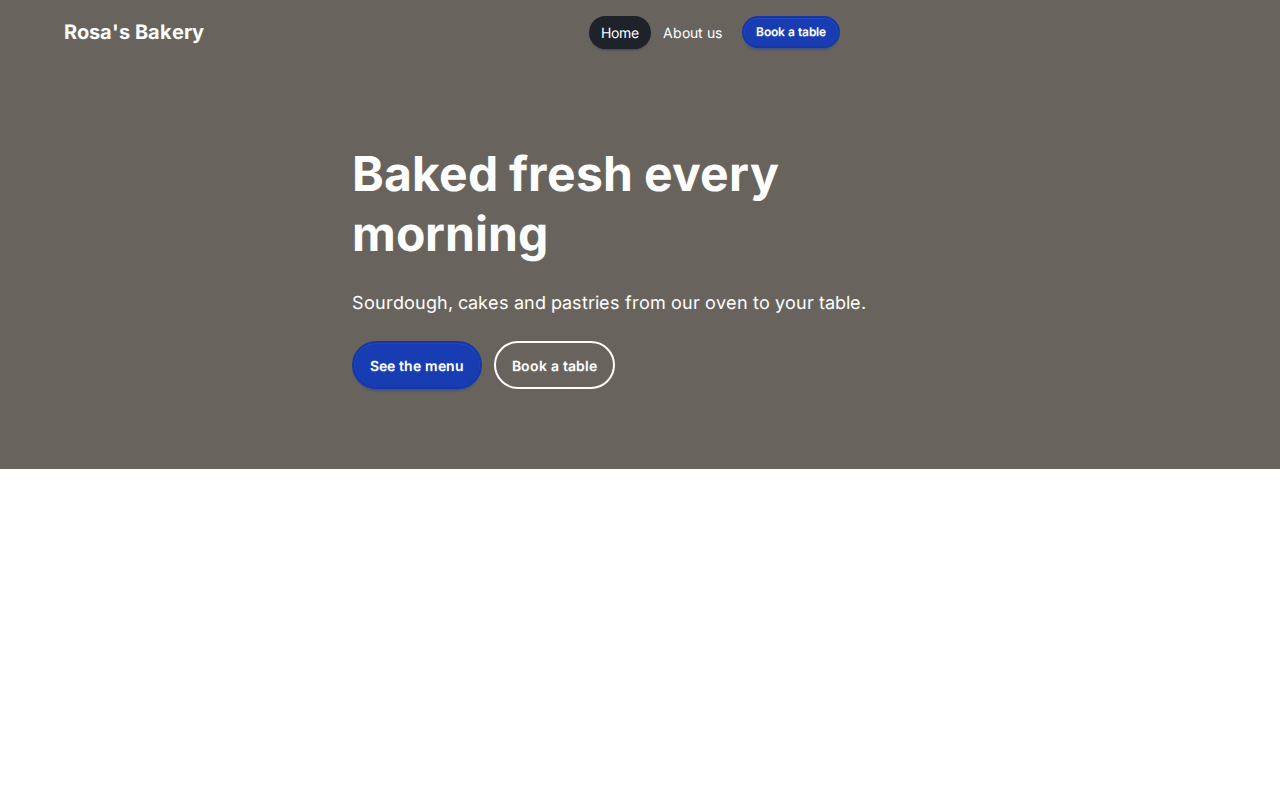 Rosa's Bakery
Home
About us
Book a table
Baked fresh every
morning
Sourdough, cakes and pastries from our oven to your table.
See the menu
Book a table